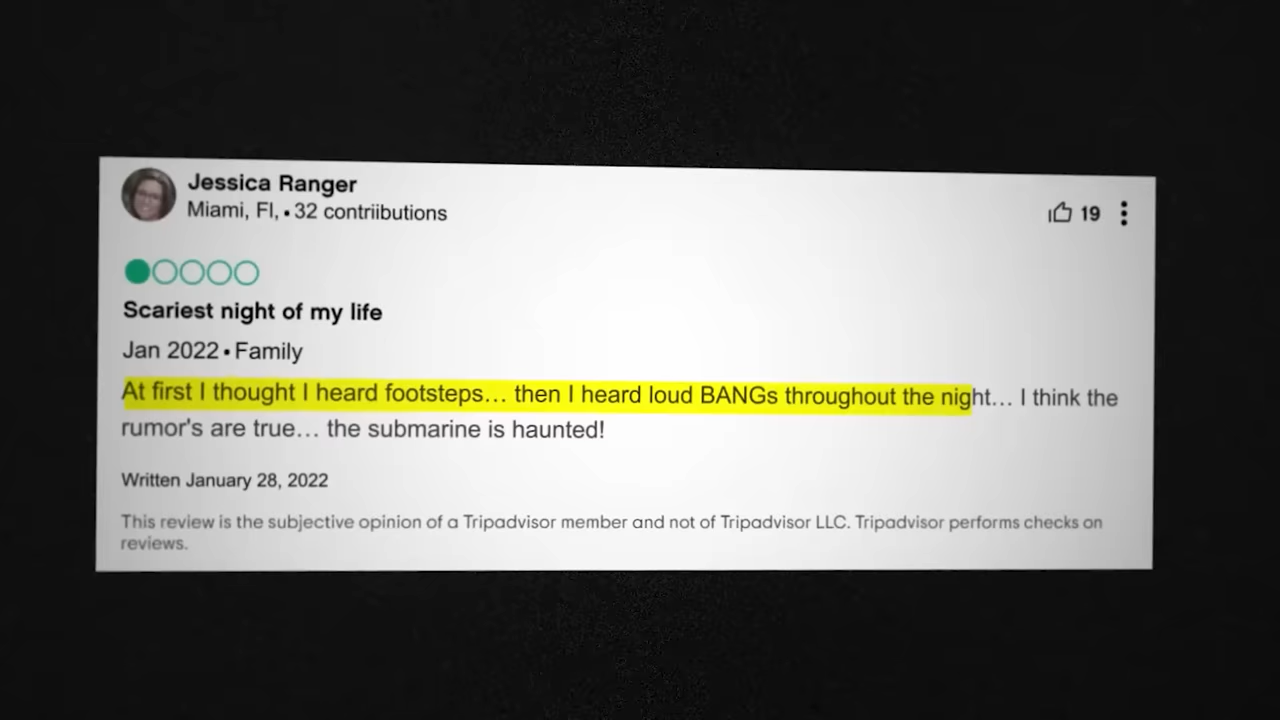 Jessica Ranger
Miami, Fl, • 32 contriibutions
19
Scariest night of my life
Jan 2022 • Family
At first I thought I heard footsteps… then I heard loud BANGs throughout the night… I think the
rumor's are true… the submarine is haunted!
Written January 28, 2022
This review is the subjective opinion of a Tripadvisor member and not of Tripadvisor LLC. Tripadvisor performs checks on
reviews.